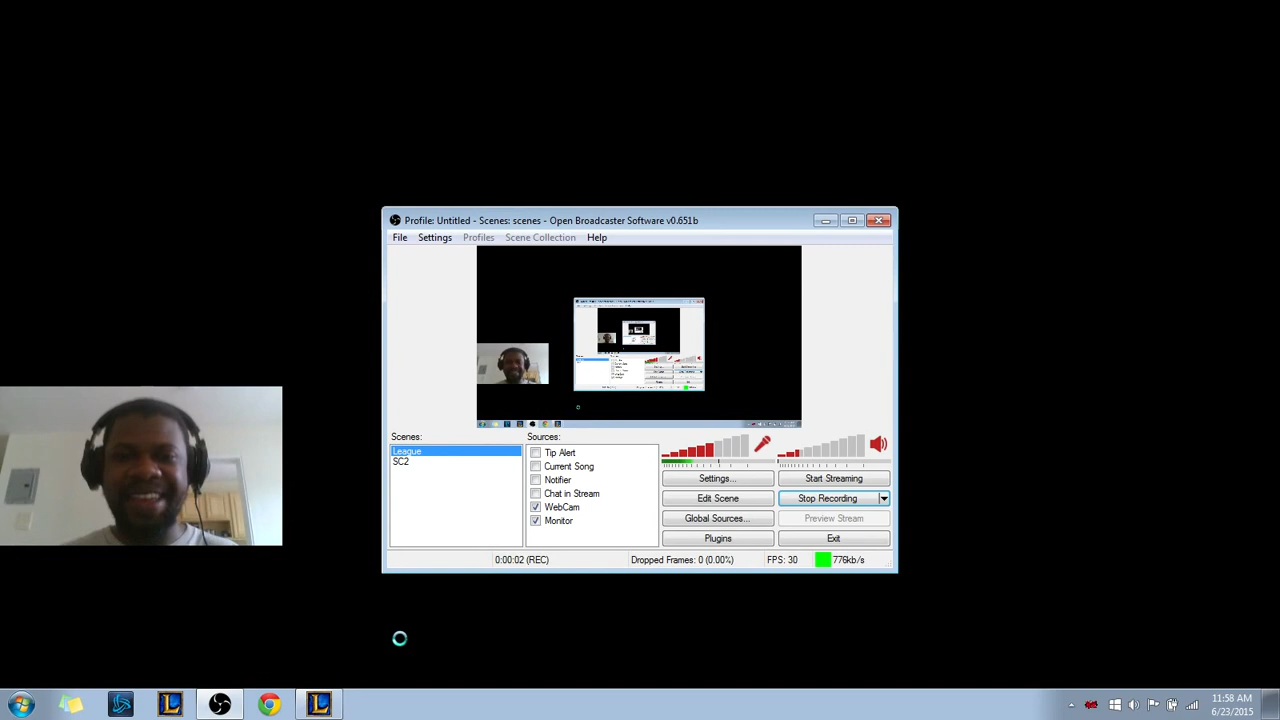 Profile: Untitled - Scenes: scenes - Open Broadcaster Software v0.651b
File Settings Profiles Scene Collection Help
Scenes:
League
SC2
Sources:
Tip Alert
Current Song
Notifier
Chat in Stream
WebCam
Monitor
Settings... Start Streaming
Edit Scene Stop Recording
Global Sources... Preview Stream
Plugins Exit
0:00:02 (REC) Dropped Frames: 0 (0.00%) FPS: 30 776kb/s
11:58 AM
6/23/2015